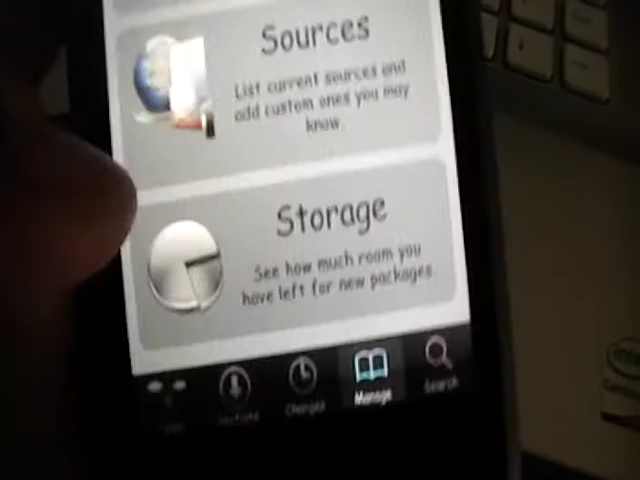 Sources
List current sources and
add custom ones you may
know.
Storage
See how much room you
have left for new packages.
Changes
Manage
Search